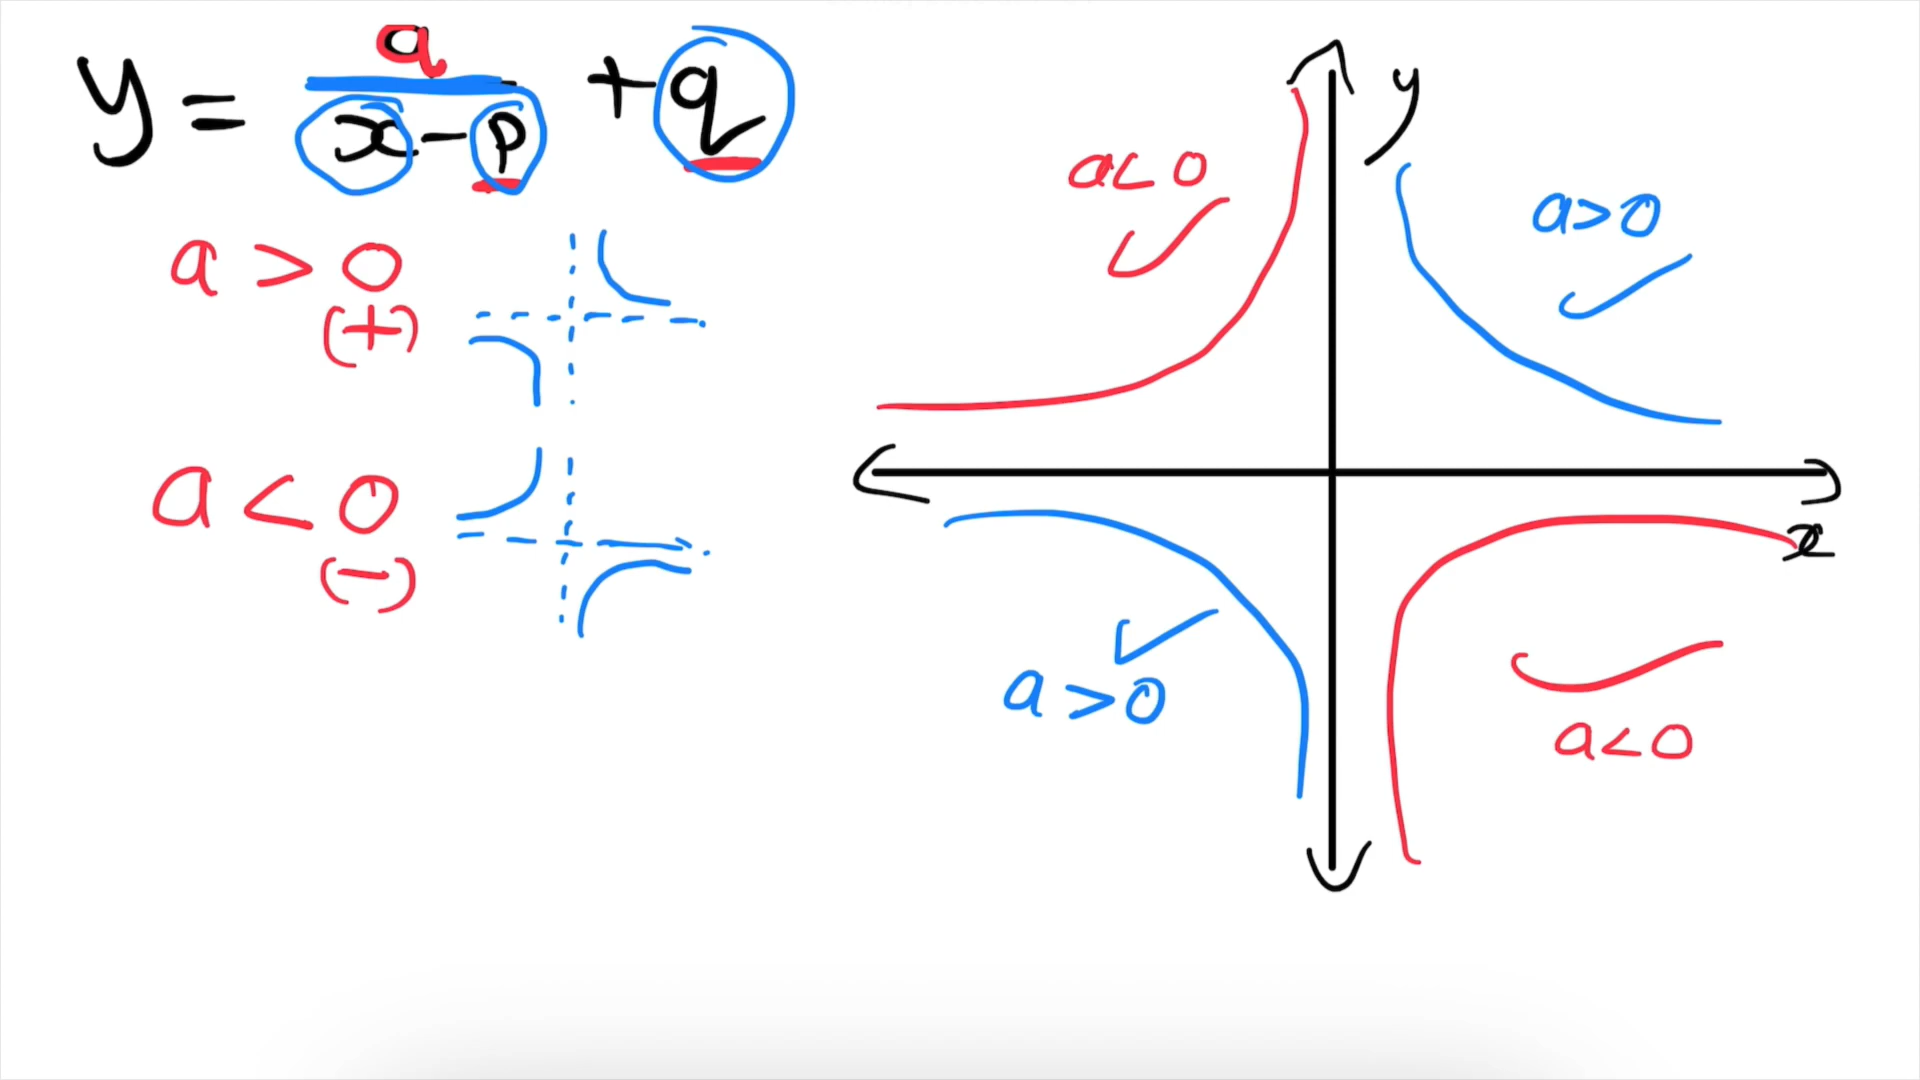 y = a/(x - p) + q
a > 0
(+)
a < 0
(-)
y
a < 0
a > 0
x
a > 0
a < 0